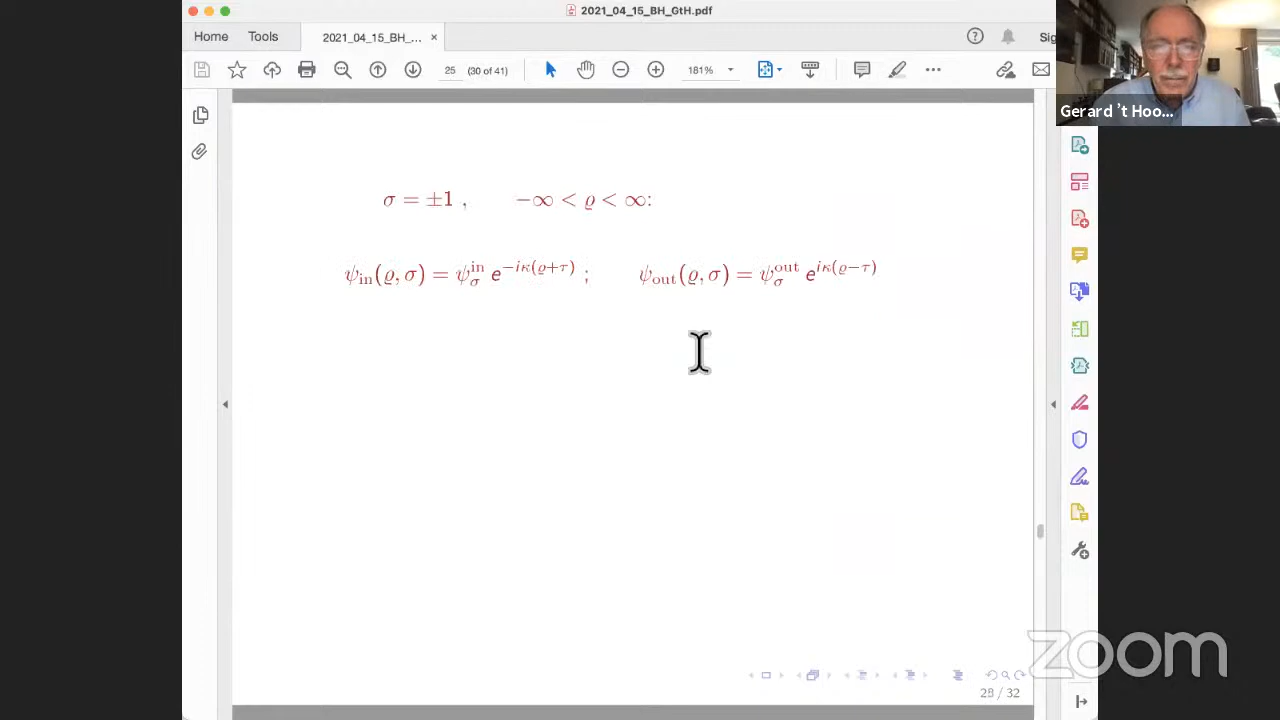 2021_04_15_BH_GtH.pdf
Home Tools 2021_04_15_BH_... × Sig
25 (30 of 41) 181%
Gerard 't Hoo...
σ = ±1 , −∞ < ϱ < ∞:
ψ_in(ϱ, σ) = ψ_σ^in e^{−iκ(ϱ+τ)} ; ψ_out(ϱ, σ) = ψ_σ^out e^{iκ(ϱ−τ)}
zoom
28 / 32